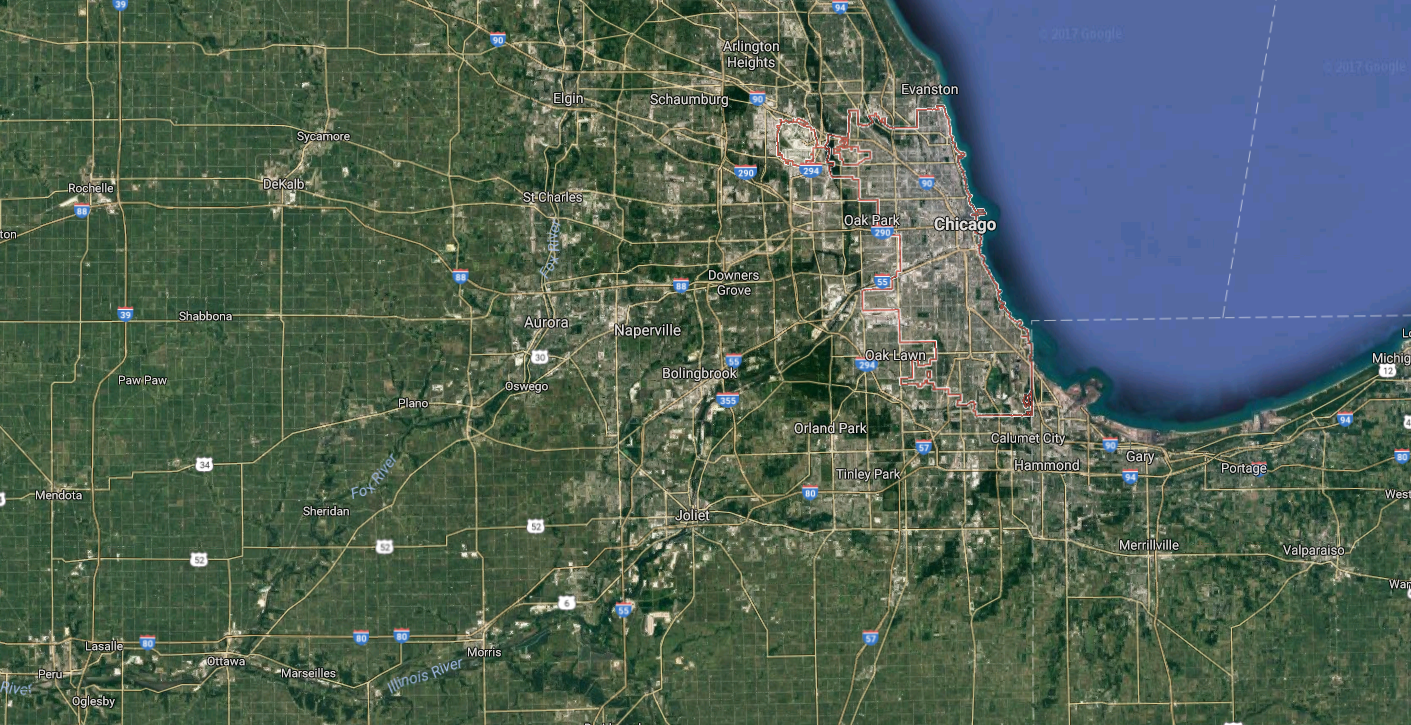 39
94
90
© 2017 Google
Arlington
Heights
© 2017 Google
Evanston
Elgin
Schaumburg
90
Sycamore
290
294
DeKalb
90
Rochelle
88
St Charles
Oak Park
Chicago
290
ton
Fox River
88
Downers
Grove
88
55
39
Shabbona
Aurora
Naperville
30
Oak Lawn
55
294
Michig
12
Paw Paw
Bolingbrook
Oswego
355
Plano
94
Orland Park
Calumet City
57
90
Gary
80
34
Fox River
Tinley Park
Hammond
94
Portage
Mendota
80
West
Sheridan
Joliet
52
52
52
Merrillville
Valparaiso
6
55
80
80
80
57
Lasalle
Morris
Ottawa
Peru
Marseilles
Illinois River
River
Oglesby